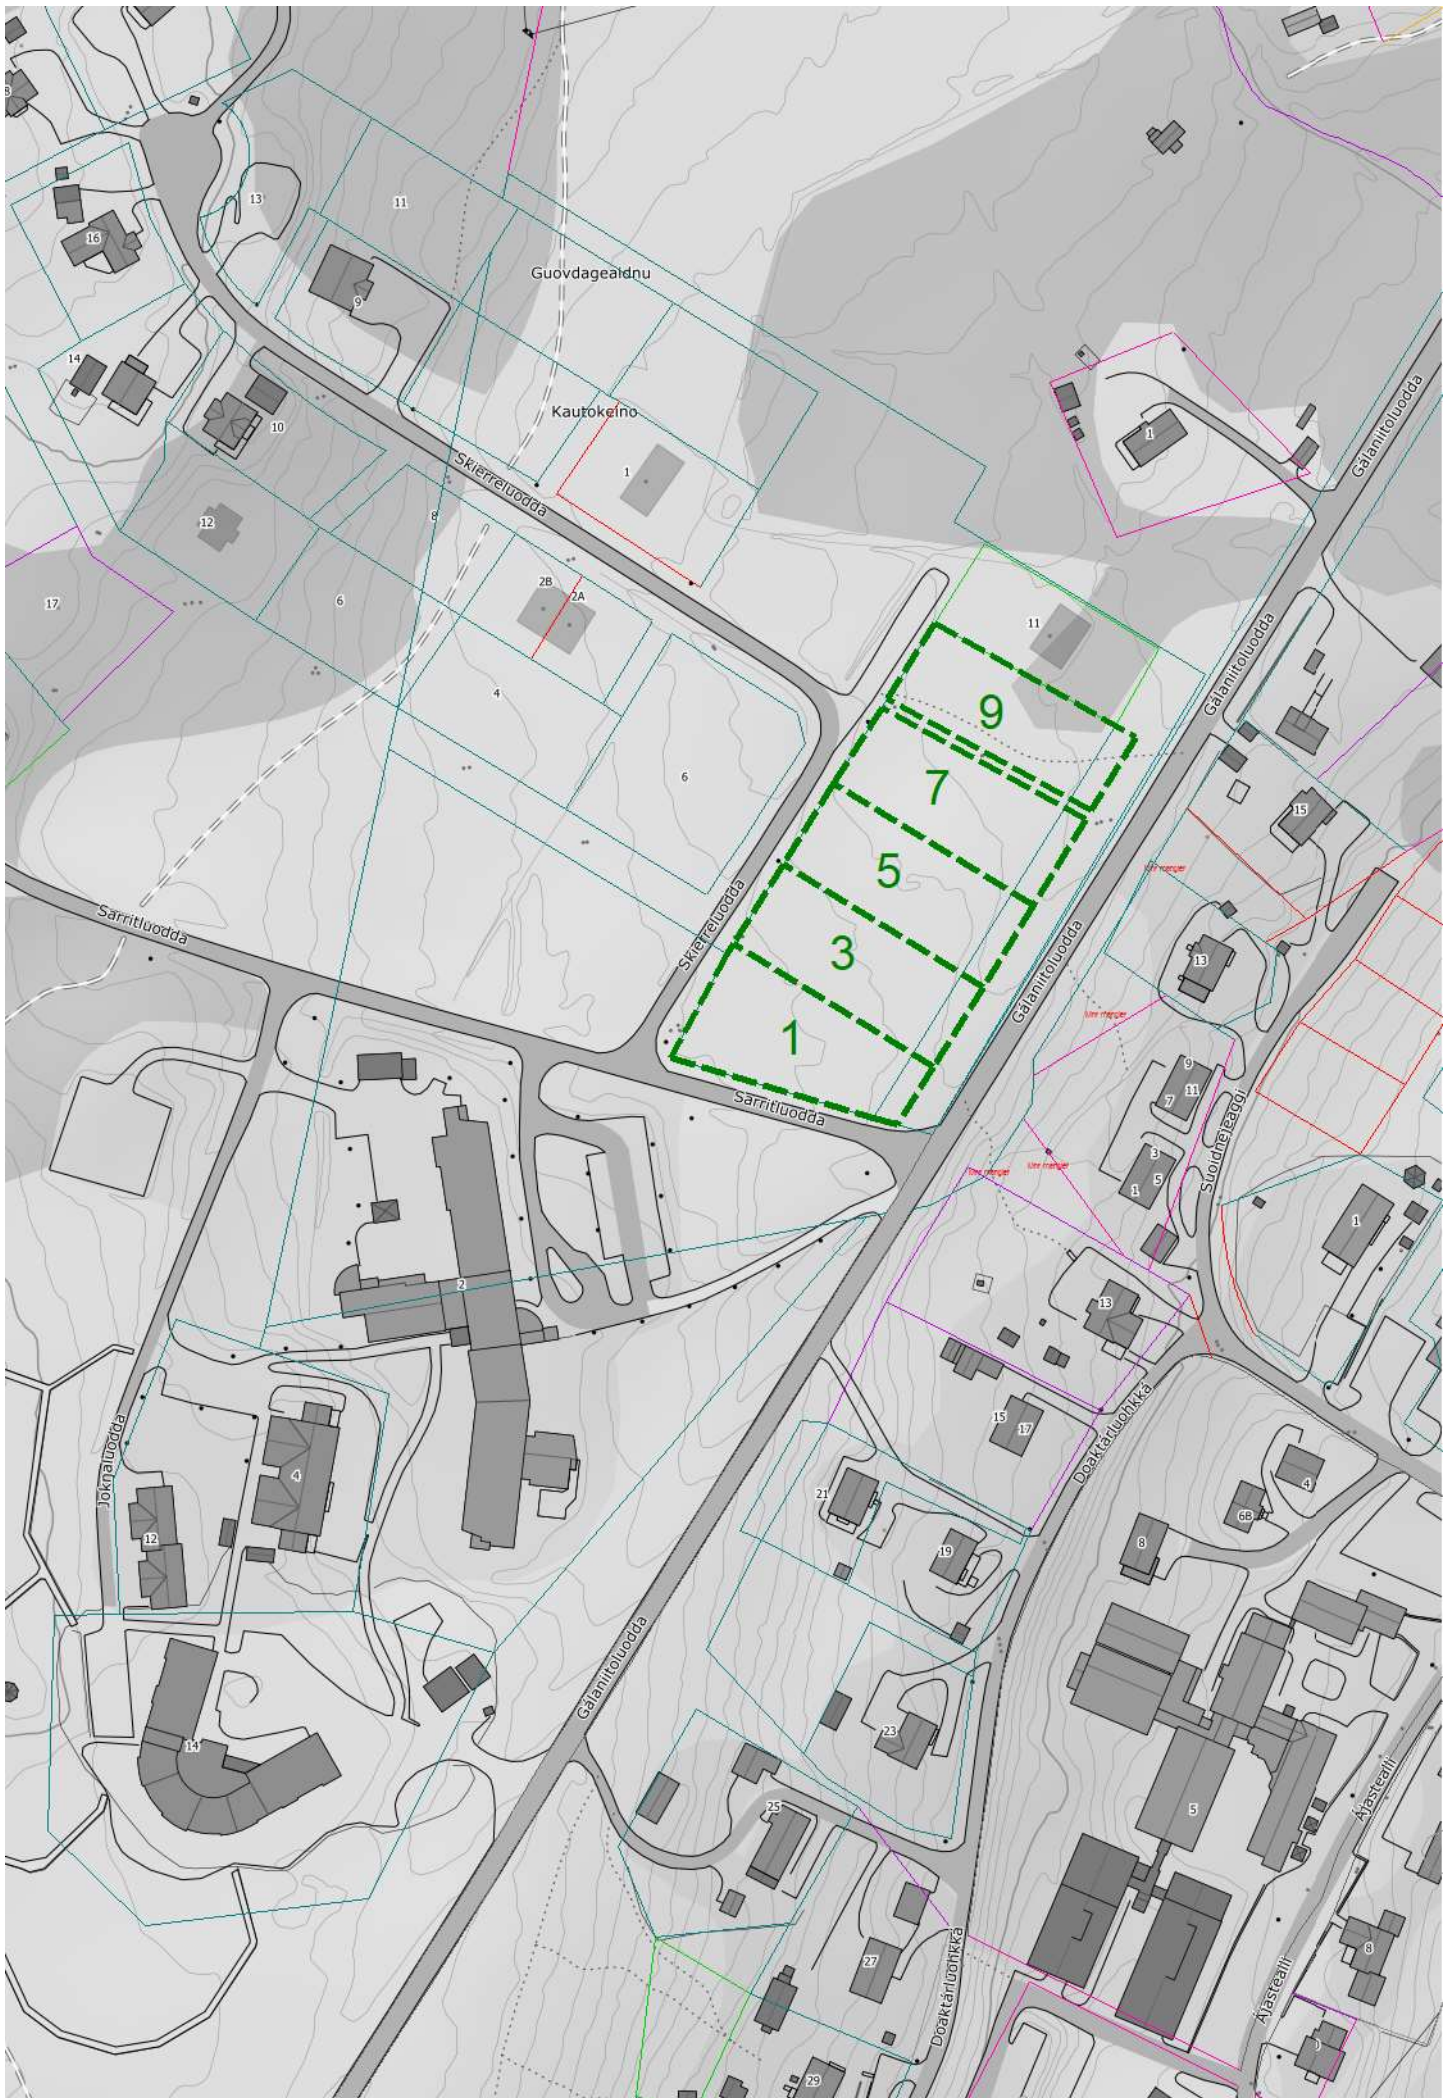 8
13
11
16
Guovdageaidnu
9
14
Kautokeino
Gálaniitoluodda
10
1
1
Skierreluodda
12
8
2B
2A
17
6
11
4
Gálaniitoluodda
9
6
7
15
5
Sarritluodda
Skierreluodda
3
13
Gálaniitoluodda
1
9
11
7
Sarritluodda
3
5
1
Suoidnejeaggi
1
2
13
15
17
Doaktárluohkká
Joknaluodda
4
21
4
6B
12
8
19
Gálaniitoluodda
23
14
25
5
Ájastealli
27
8
Doaktárluohkká
Ájastealli
29